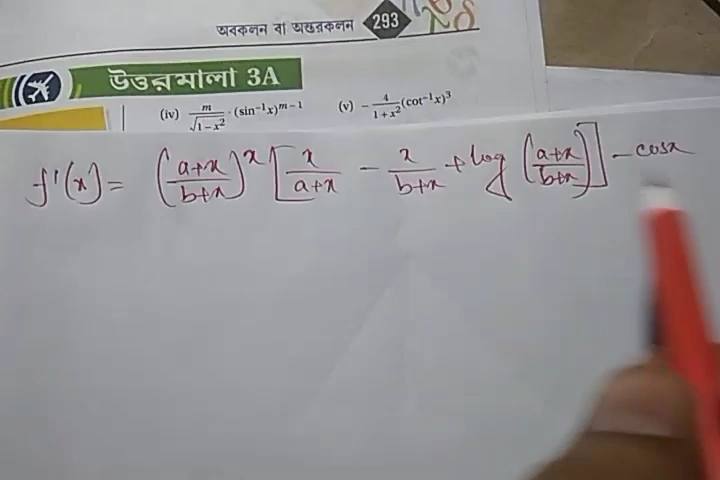 অবকলন বা অন্তরকলন 293
উত্তরমালা 3A
(iv) m/√(1−x²) · (sin⁻¹x)ᵐ⁻¹ (v) −4/(1+x²) (cot⁻¹x)³
f'(x) = ((a+x)/(b+x))ˣ [x/(a+x) − x/(b+x) + log((a+x)/(b+x))] − cosx